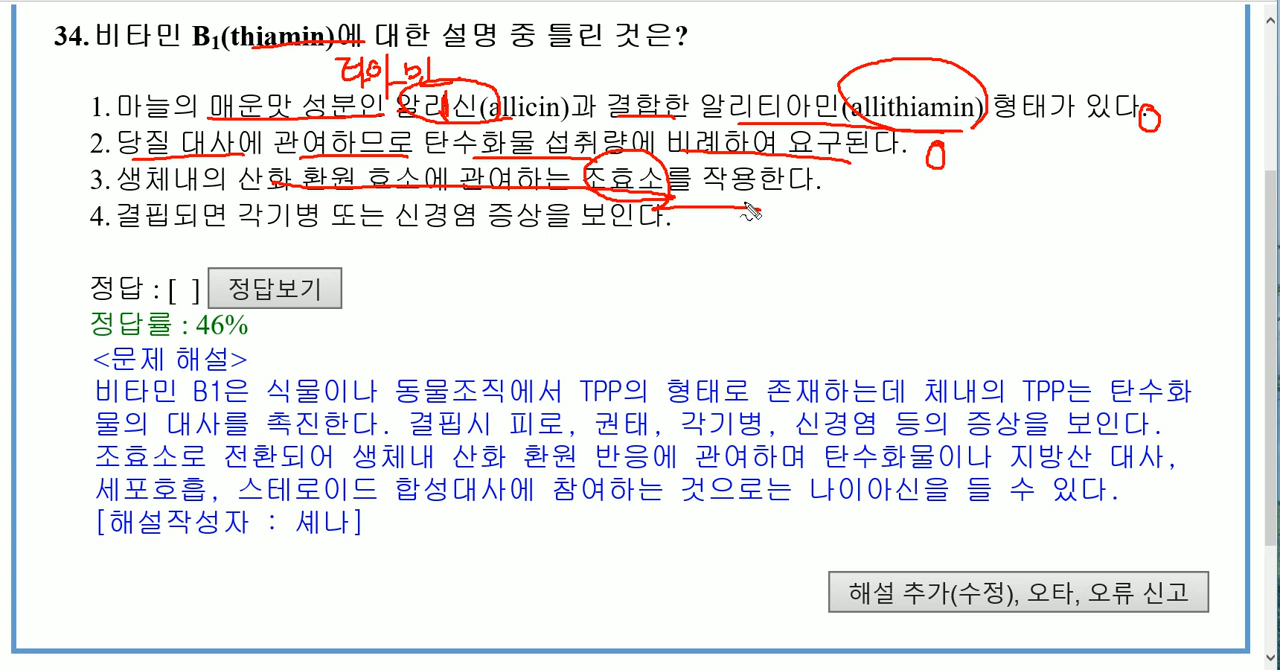 34. 비타민 B₁(thiamin)에 대한 설명 중 틀린 것은?
티아민
1. 마늘의 매운맛 성분인 알리신(allicin)과 결합한 알리티아민(allithiamin) 형태가 있다.
2. 당질 대사에 관여하므로 탄수화물 섭취량에 비례하여 요구된다.
3. 생체내의 산화 환원 효소에 관여하는 조효소를 작용한다.
4. 결핍되면 각기병 또는 신경염 증상을 보인다.
정답 : [ ] 정답보기
정답률 : 46%
<문제 해설>
비타민 B1은 식물이나 동물조직에서 TPP의 형태로 존재하는데 체내의 TPP는 탄수화
물의 대사를 촉진한다. 결핍시 피로, 권태, 각기병, 신경염 등의 증상을 보인다.
조효소로 전환되어 생체내 산화 환원 반응에 관여하며 탄수화물이나 지방산 대사,
세포호흡, 스테로이드 합성대사에 참여하는 것으로는 나이아신을 들 수 있다.
[해설작성자 : 셰나]
해설 추가(수정), 오타, 오류 신고